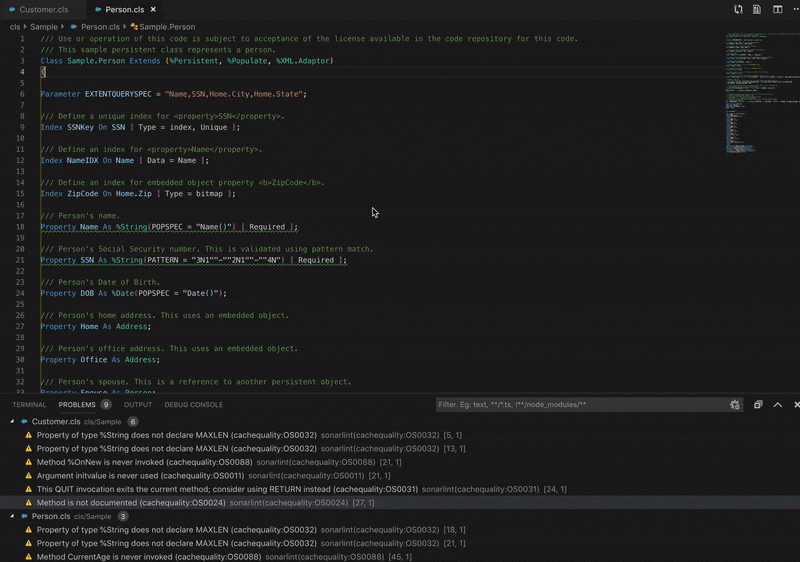 Customer.cls
Person.cls ×
cls › Sample › Person.cls › Sample.Person
1 /// Use or operation of this code is subject to acceptance of the license available in the code repository for this code.
2 /// This sample persistent class represents a person.
3 Class Sample.Person Extends (%Persistent, %Populate, %XML.Adaptor)
4 {
5
6 Parameter EXTENTQUERYSPEC = "Name,SSN,Home.City,Home.State";
7
8 /// Define a unique index for <property>SSN</property>.
9 Index SSNKey On SSN [ Type = index, Unique ];
10
11 /// Define an index for <property>Name</property>.
12 Index NameIDX On Name [ Data = Name ];
13
14 /// Define an index for embedded object property <b>ZipCode</b>.
15 Index ZipCode On Home.Zip [ Type = bitmap ];
16
17 /// Person's name.
18 Property Name As %String(POPSPEC = "Name()") [ Required ];
19
20 /// Person's Social Security number. This is validated using pattern match.
21 Property SSN As %String(PATTERN = "3N1""-""2N1""-""4N") [ Required ];
22
23 /// Person's Date of Birth.
24 Property DOB As %Date(POPSPEC = "Date()");
25
26 /// Person's home address. This uses an embedded object.
27 Property Home As Address;
28
29 /// Person's office address. This uses an embedded object.
30 Property Office As Address;
31
32 /// Person's spouse. This is a reference to another persistent object.
33 Property Spouse As Person;
TERMINAL PROBLEMS 9 OUTPUT DEBUG CONSOLE Filter. Eg: text, **/*.ts, !**/node_modules/**
Customer.cls cls/Sample 6
Property of type %String does not declare MAXLEN (cachequality:OS0032) sonarlint(cachequality:OS0032) [5, 1]
Property of type %String does not declare MAXLEN (cachequality:OS0032) sonarlint(cachequality:OS0032) [13, 1]
Method %OnNew is never invoked (cachequality:OS0088) sonarlint(cachequality:OS0088) [21, 1]
Argument initvalue is never used (cachequality:OS0011) sonarlint(cachequality:OS0011) [21, 1]
This QUIT invocation exits the current method; consider using RETURN instead (cachequality:OS0031) sonarlint(cachequality:OS0031) [24, 1]
Method is not documented (cachequality:OS0024) sonarlint(cachequality:OS0024) [27, 1]
Person.cls cls/Sample 3
Property of type %String does not declare MAXLEN (cachequality:OS0032) sonarlint(cachequality:OS0032) [18, 1]
Property of type %String does not declare MAXLEN (cachequality:OS0032) sonarlint(cachequality:OS0032) [21, 1]
Method CurrentAge is never invoked (cachequality:OS0088) sonarlint(cachequality:OS0088) [45, 1]